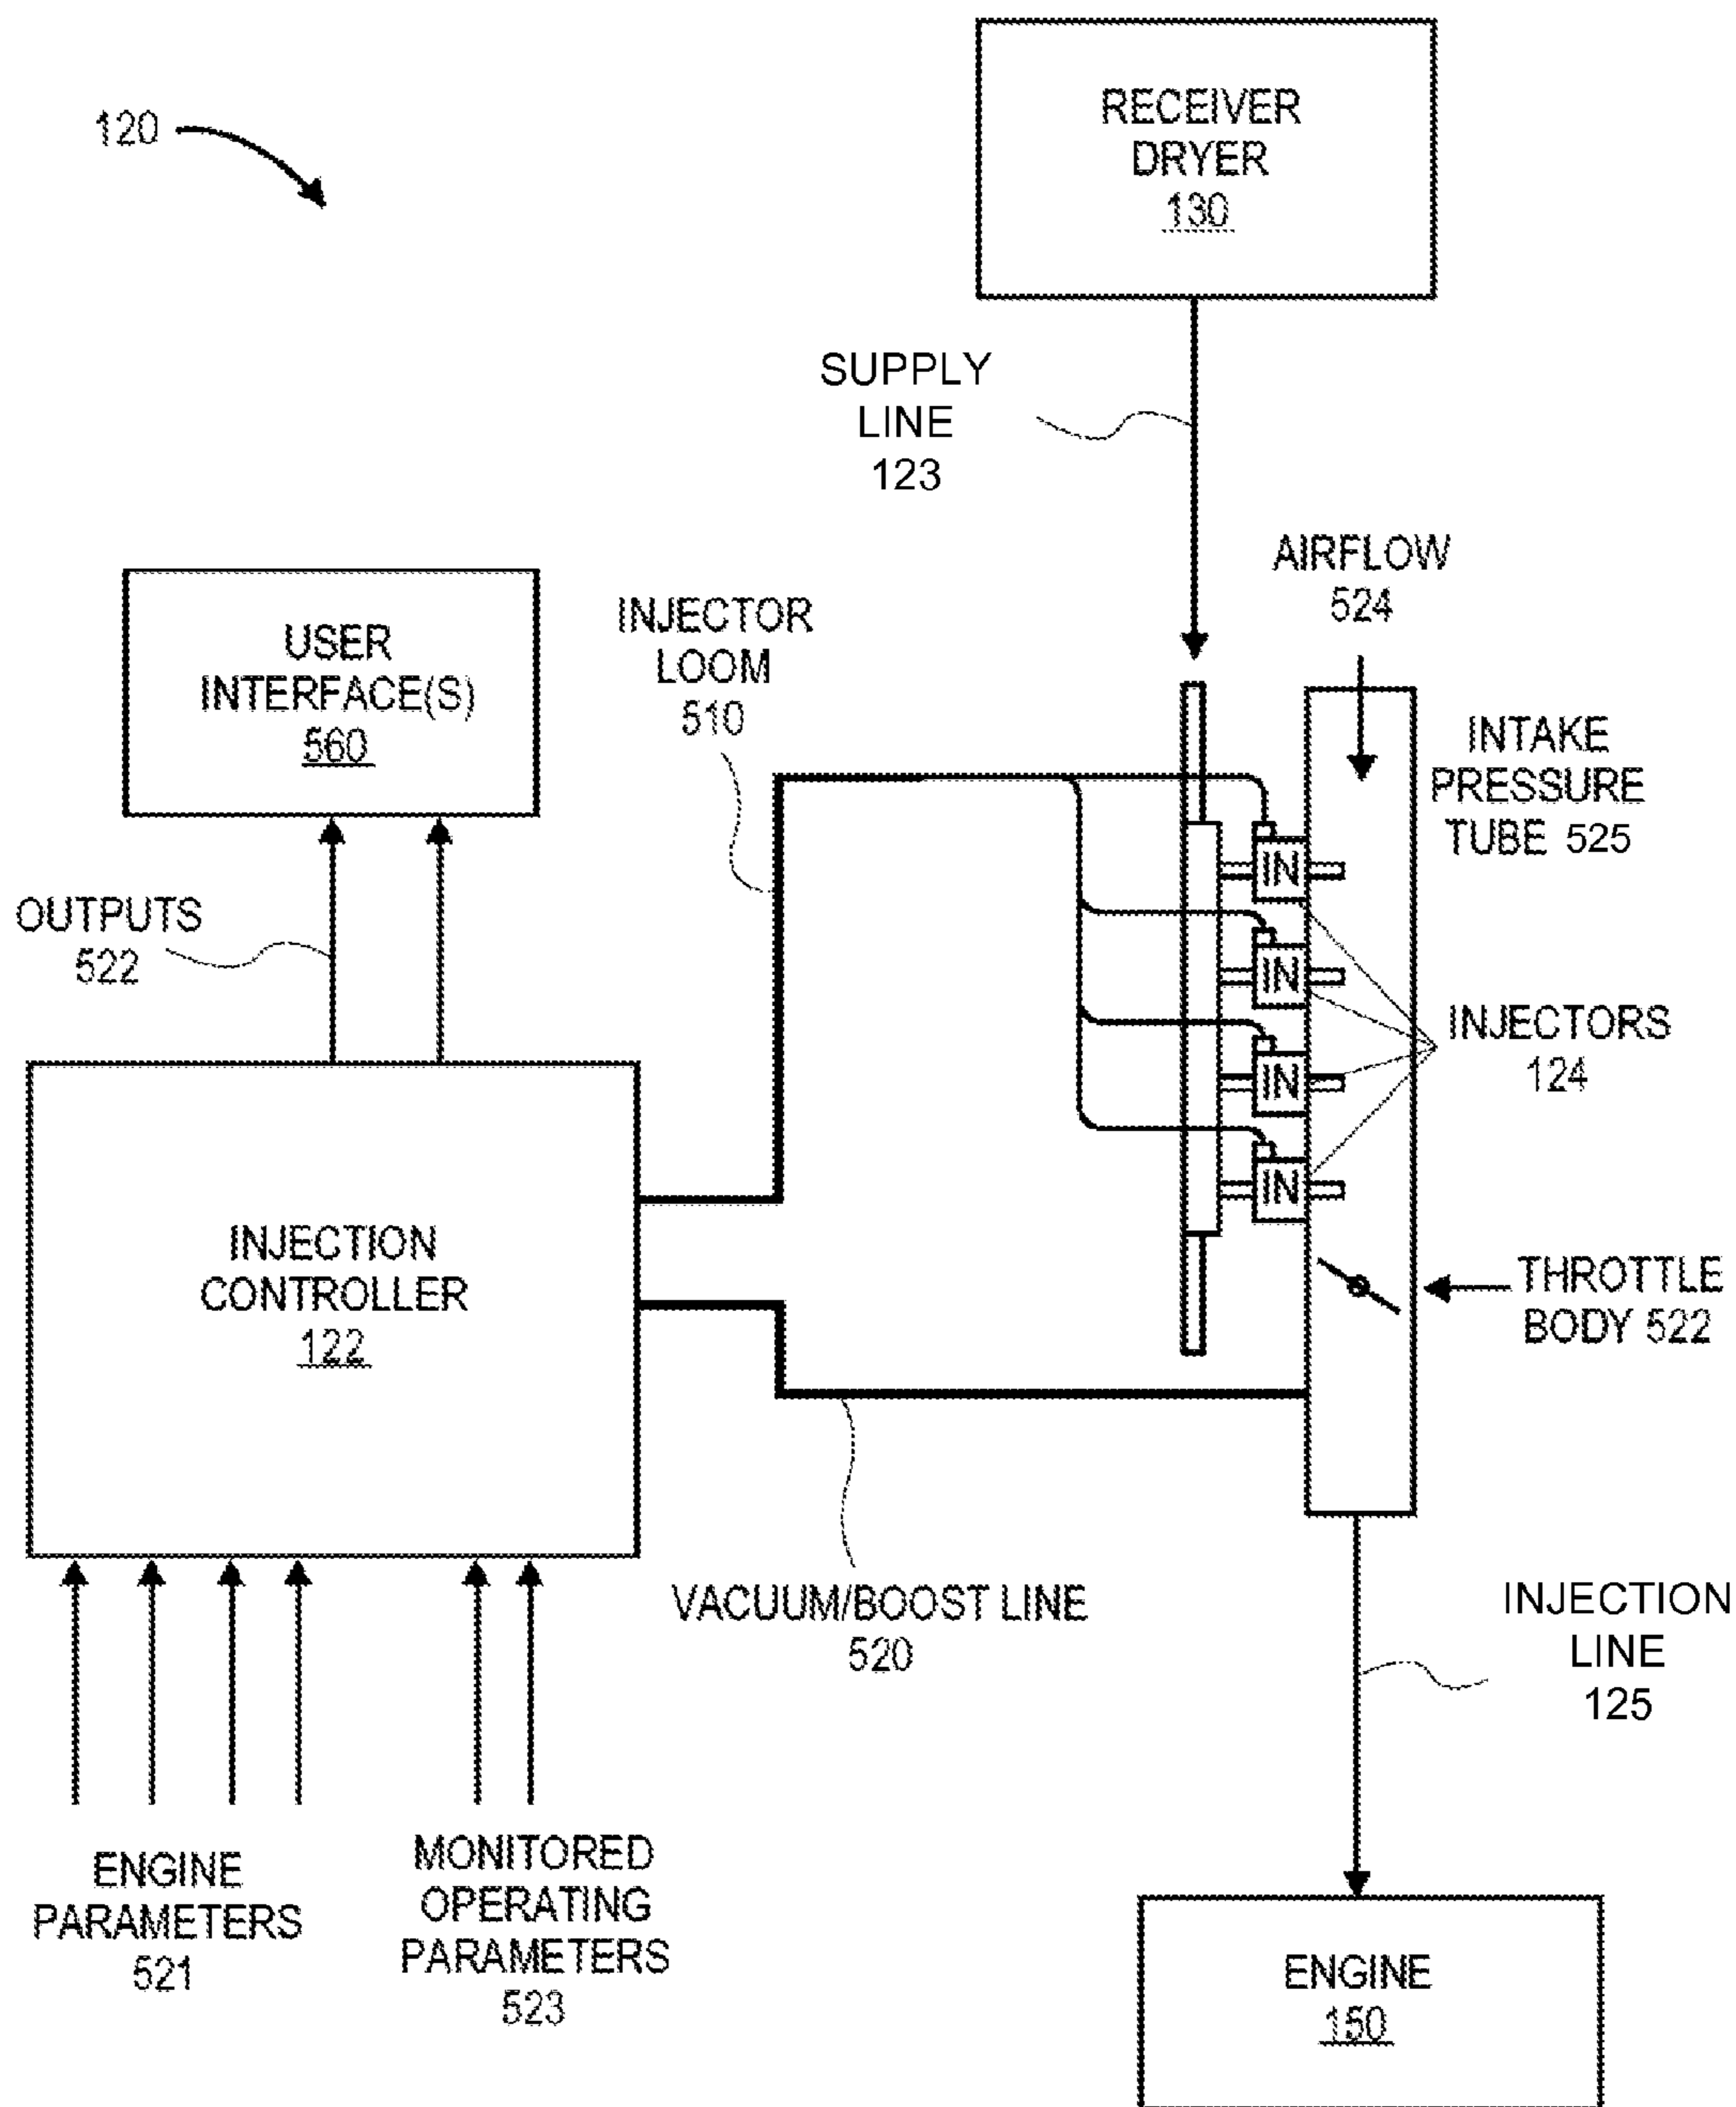 120
RECEIVER
DRYER
130
SUPPLY
LINE
123
AIRFLOW
524
INJECTOR
LOOM
510
USER
INTERFACE(S)
560
INTAKE
PRESSURE
TUBE 525
IN
IN
IN
IN
OUTPUTS
522
INJECTORS
124
INJECTION
CONTROLLER
122
THROTTLE
BODY 522
VACUUM/BOOST LINE
520
INJECTION
LINE
125
ENGINE
PARAMETERS
521
MONITORED
OPERATING
PARAMETERS
523
ENGINE
150